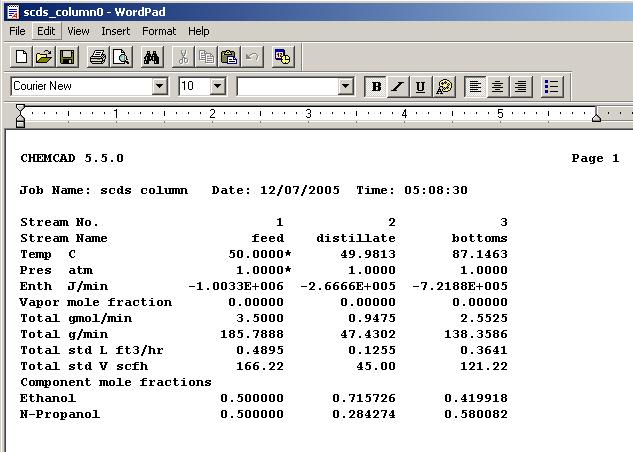 scds_column0 - WordPad
File Edit View Insert Format Help
Courier New 10 B I U
1 2 3 4 5
CHEMCAD 5.5.0 Page 1
Job Name: scds column Date: 12/07/2005 Time: 05:08:30
Stream No. 1 2 3
Stream Name feed distillate bottoms
Temp C 50.0000* 49.9813 87.1463
Pres atm 1.0000* 1.0000 1.0000
Enth J/min -1.0033E+006 -2.6666E+005 -7.2188E+005
Vapor mole fraction 0.00000 0.00000 0.00000
Total gmol/min 3.5000 0.9475 2.5525
Total g/min 185.7888 47.4302 138.3586
Total std L ft3/hr 0.4895 0.1255 0.3641
Total std V scfh 166.22 45.00 121.22
Component mole fractions
Ethanol 0.500000 0.715726 0.419918
N-Propanol 0.500000 0.284274 0.580082